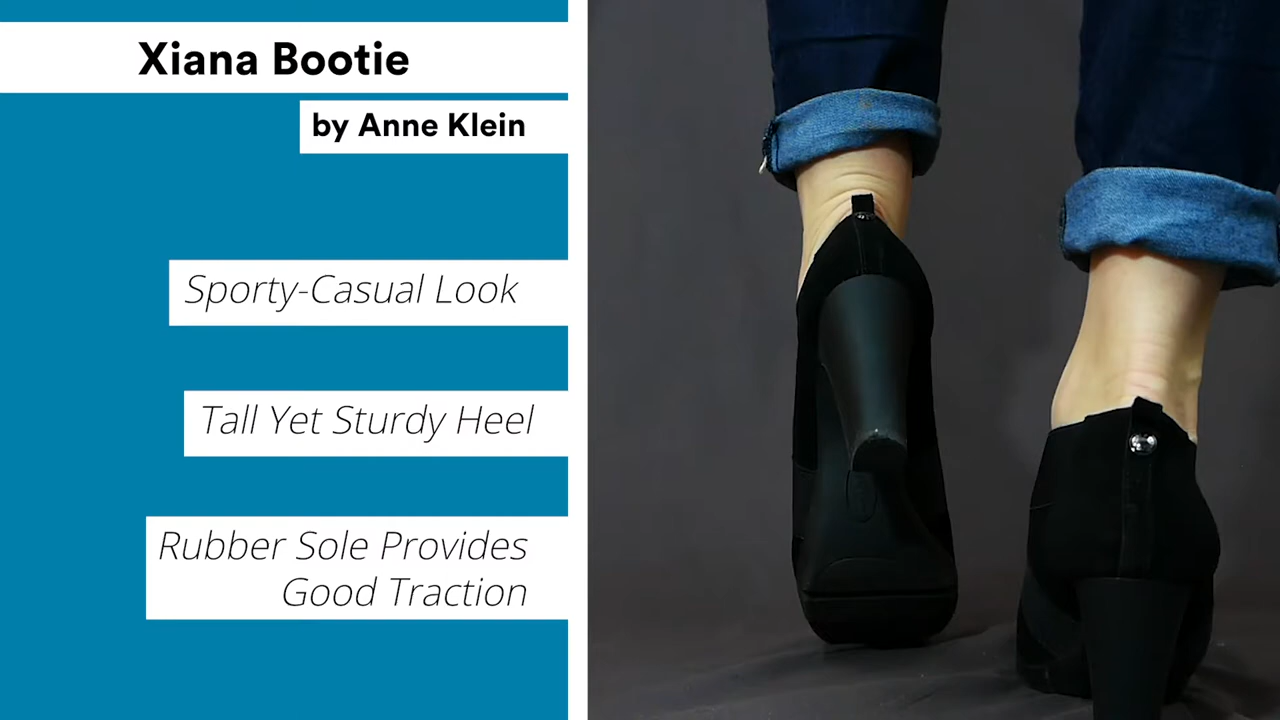 Xiana Bootie
by Anne Klein
Sporty-Casual Look
Tall Yet Sturdy Heel
Rubber Sole Provides
Good Traction